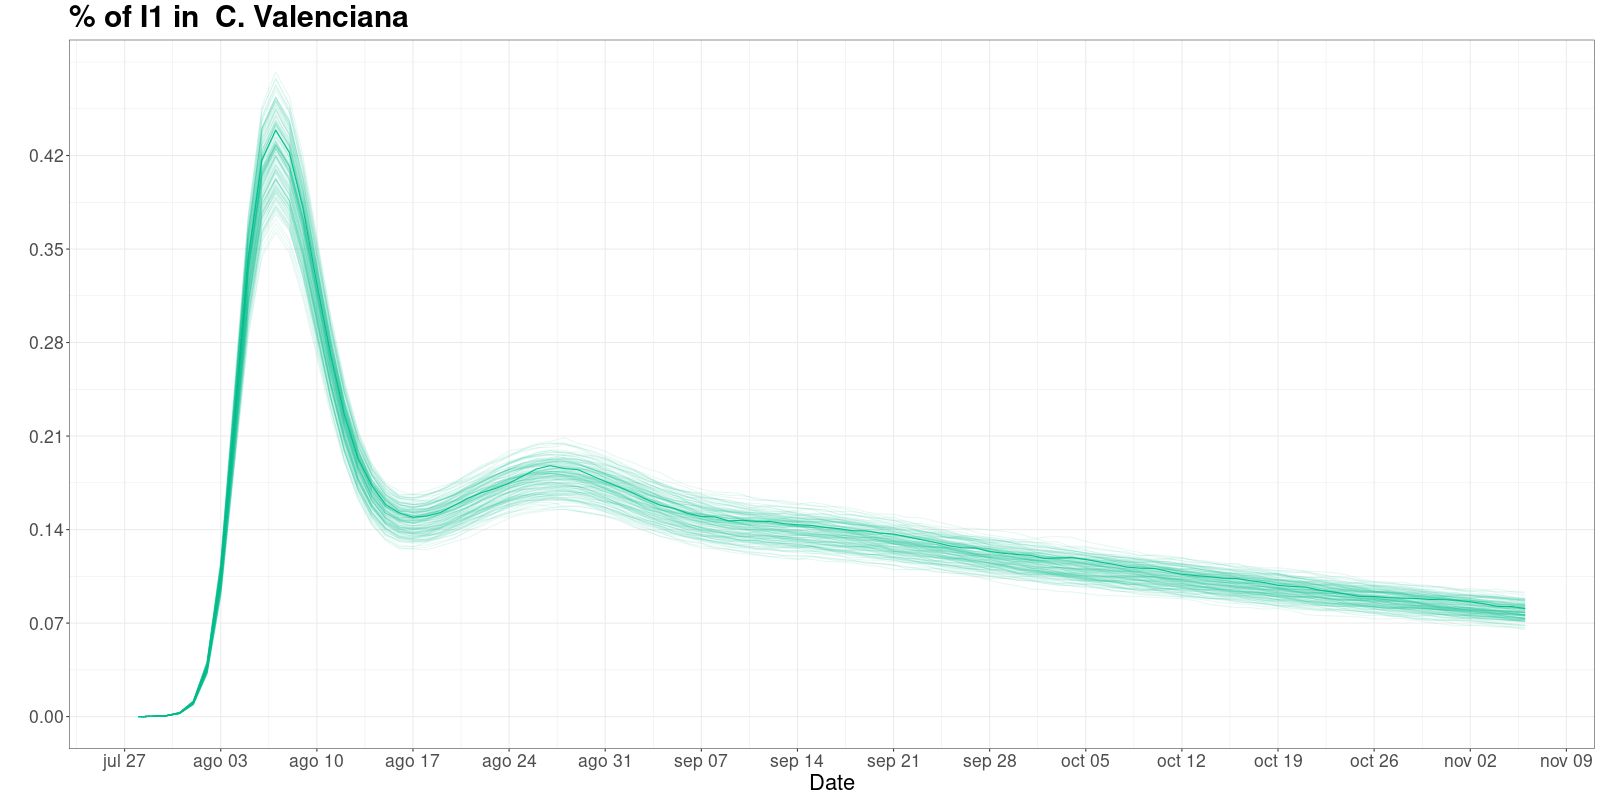 % of I1 in  C. Valenciana
0.42
0.35
0.28
0.21
0.14
0.07
0.00
jul 27 ago 03 ago 10 ago 17 ago 24 ago 31 sep 07 sep 14 sep 21 sep 28 oct 05 oct 12 oct 19 oct 26 nov 02 nov 09
Date